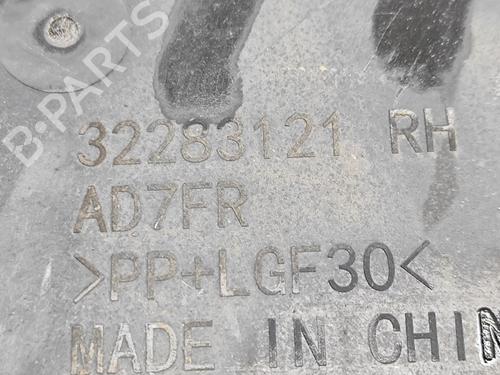 B-PARTS
32283121 RH
AD7FR
>PP+LGF30<
MADE IN CHIN